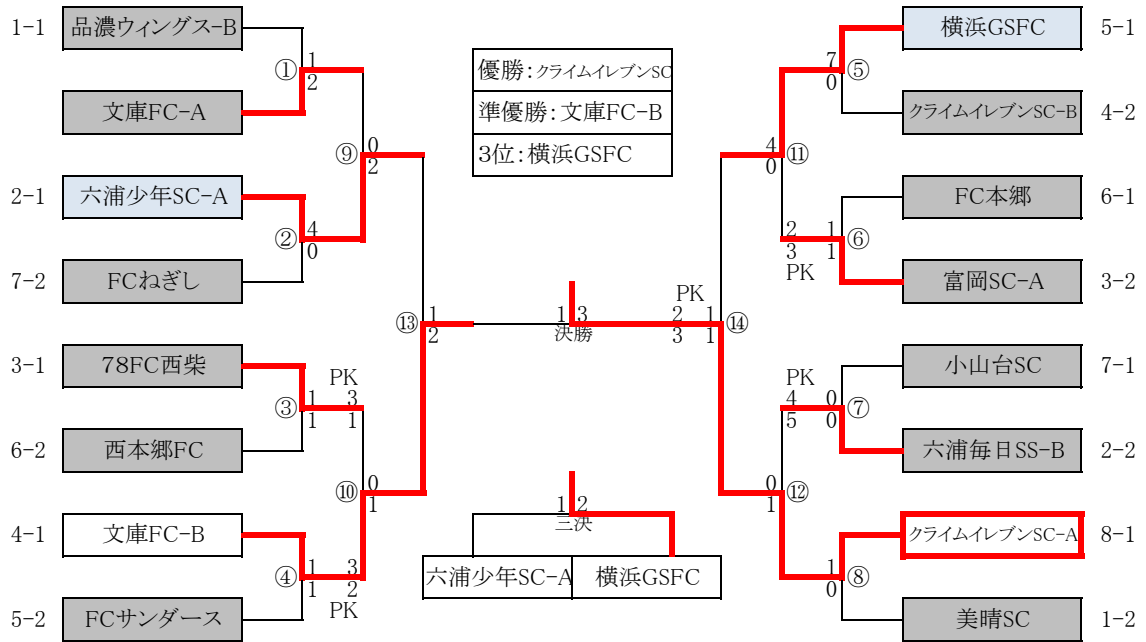 1-1 品濃ウィングス-B
① 1
2
文庫FC-A
⑨ 0
2
2-1 六浦少年SC-A
② 4
0
7-2 FCねぎし
⑬ 1
2
3-1 78FC西柴
PK
③ 1 3
1 1
6-2 西本郷FC
⑩ 0
1
4-1 文庫FC-B
④ 1 3
1 2
PK
5-2 FCサンダース
優勝:クライムイレブンSC
準優勝:文庫FC-B
3位:横浜GSFC
1 3
決勝
1 2
三決
六浦少年SC-A 横浜GSFC
横浜GSFC 5-1
7 ⑤
0
クライムイレブンSC-B 4-2
4 ⑪
0
FC本郷 6-1
2 1 ⑥
3 1
PK
富岡SC-A 3-2
PK
2 1 ⑭
3 1
小山台SC 7-1
PK
4 0 ⑦
5 0
六浦毎日SS-B 2-2
0 ⑫
1
クライムイレブンSC-A 8-1
1 ⑧
0
美晴SC 1-2